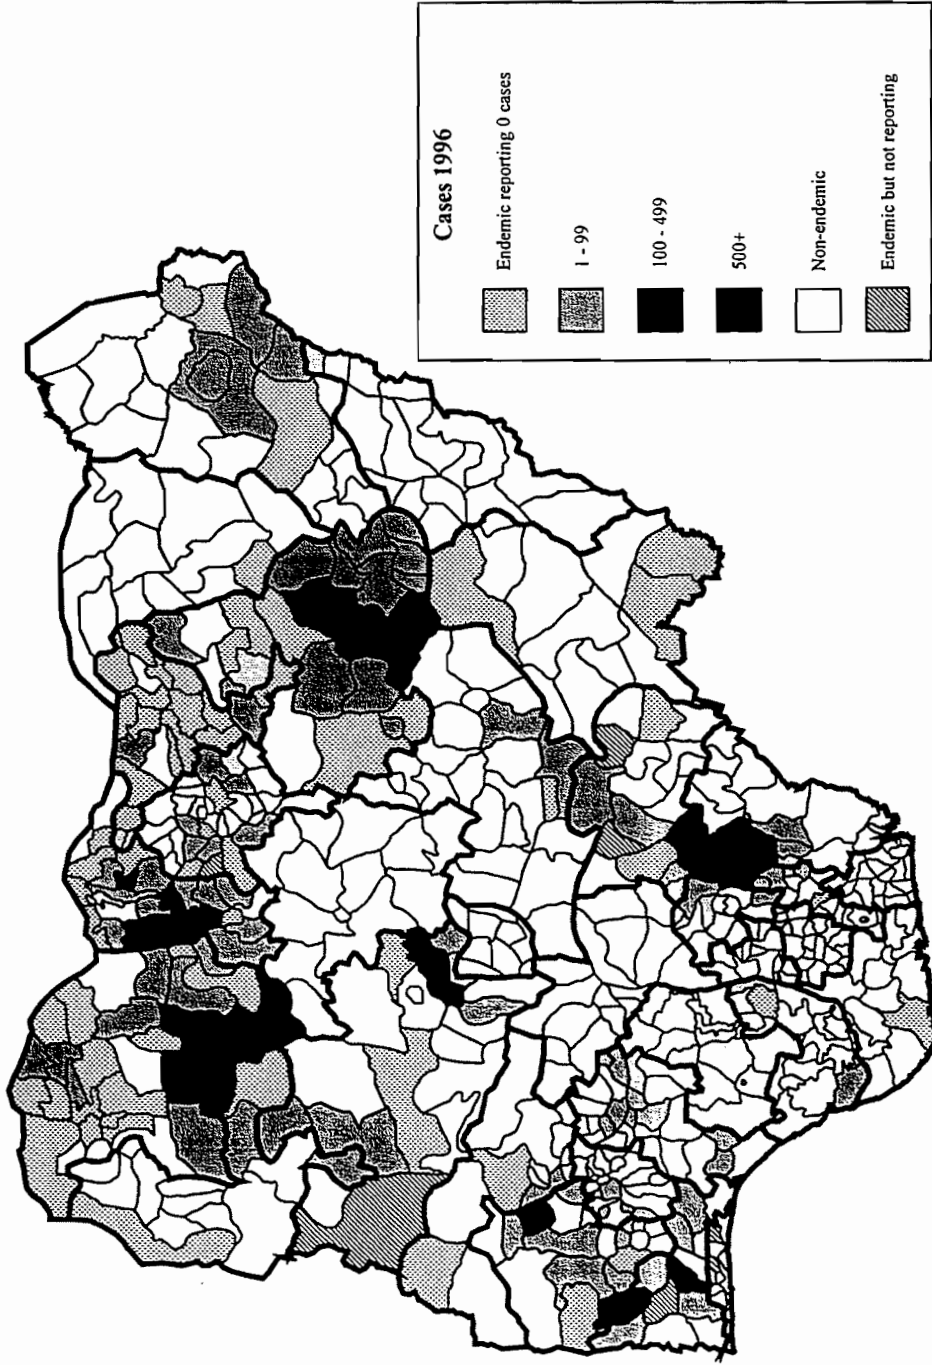 Cases 1996
Endemic reporting 0 cases
1 - 99
100 - 499
500+
Non-endemic
Endemic but not reporting